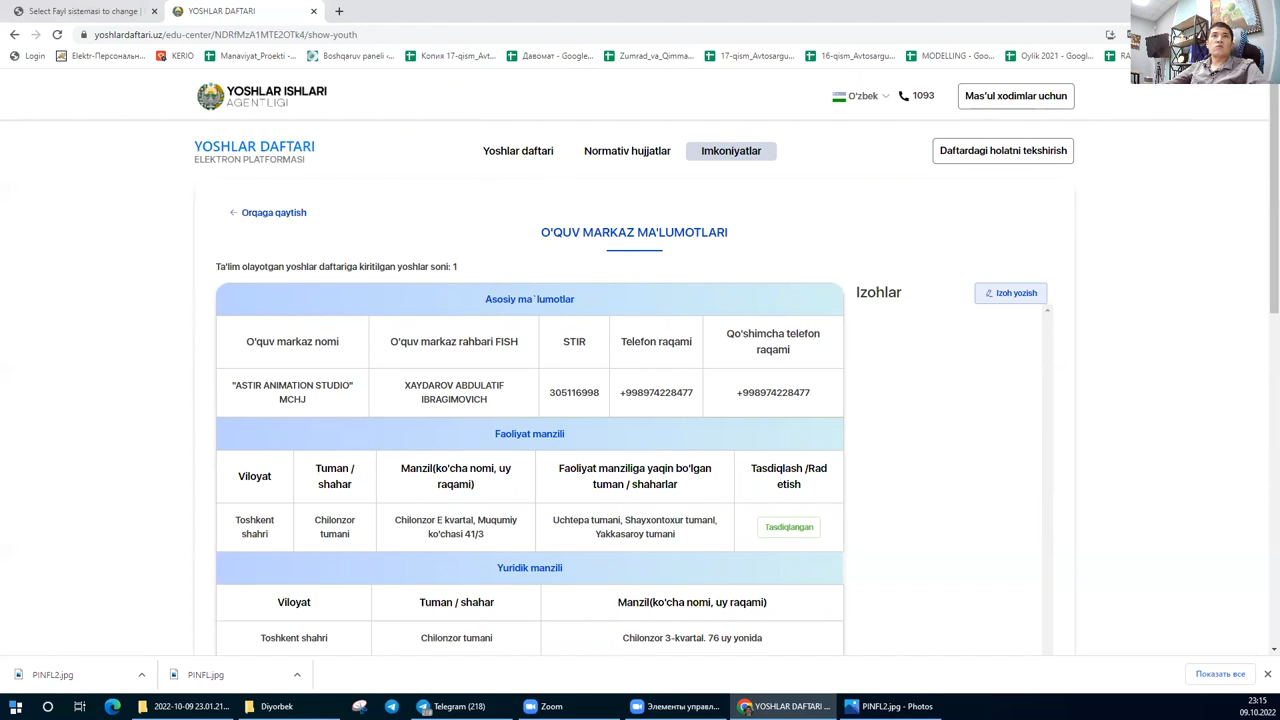 Select Fayl sistemasi to change |
YOSHLAR DAFTARI
yoshlardaftari.uz/edu-center/NDRfMzA1MTE2OTk4/show-youth
Login
Elektr-Персональн...
KERIO
Manaviyat_Proekti -...
Boshqaruv paneli ‹...
Копия 17-qism_Avt...
Давомат - Google...
Zumrad_va_Qimma...
17-qism_Avtosargu...
16-qism_Avtosargu...
MODELLING - Goo...
Oylik 2021 - Googl...
YOSHLAR ISHLARI
AGENTLIGI
O'zbek
1093
Mas'ul xodimlar uchun
YOSHLAR DAFTARI
ELEKTRON PLATFORMASI
Yoshlar daftari
Normativ hujjatlar
Imkoniyatlar
Daftardagi holatni tekshirish
Orqaga qaytish
O'QUV MARKAZ MA'LUMOTLARI
Ta'lim olayotgan yoshlar daftariga kiritilgan yoshlar soni: 1
Asosiy ma`lumotlar
Izohlar
Izoh yozish
O'quv markaz nomi
O'quv markaz rahbari FISH
STIR
Telefon raqami
Qo'shimcha telefon
raqami
"ASTIR ANIMATION STUDIO"
MCHJ
XAYDAROV ABDULATIF
IBRAGIMOVICH
305116998
+998974228477
+998974228477
Faoliyat manzili
Viloyat
Tuman /
shahar
Manzil(ko'cha nomi, uy
raqami)
Faoliyat manziliga yaqin bo'lgan
tuman / shaharlar
Tasdiqlash /Rad
etish
Toshkent
shahri
Chilonzor
tumani
Chilonzor E kvartal, Muqumiy
ko'chasi 41/3
Uchtepa tumani, Shayxontoxur tumanI,
Yakkasaroy tumani
Tasdiqlangan
Yuridik manzili
Viloyat
Tuman / shahar
Manzil(ko'cha nomi, uy raqami)
Toshkent shahri
Chilonzor tumani
Chilonzor 3-kvartal. 76 uy yonida
PINFL2.jpg
PINFL.jpg
Показать все
2022-10-09 23.01.21...
Diyorbek
Telegram (218)
Zoom
Элементы управл...
YOSHLAR DAFTARI ...
PINFL2.jpg - Photos
23:15
09.10.2022